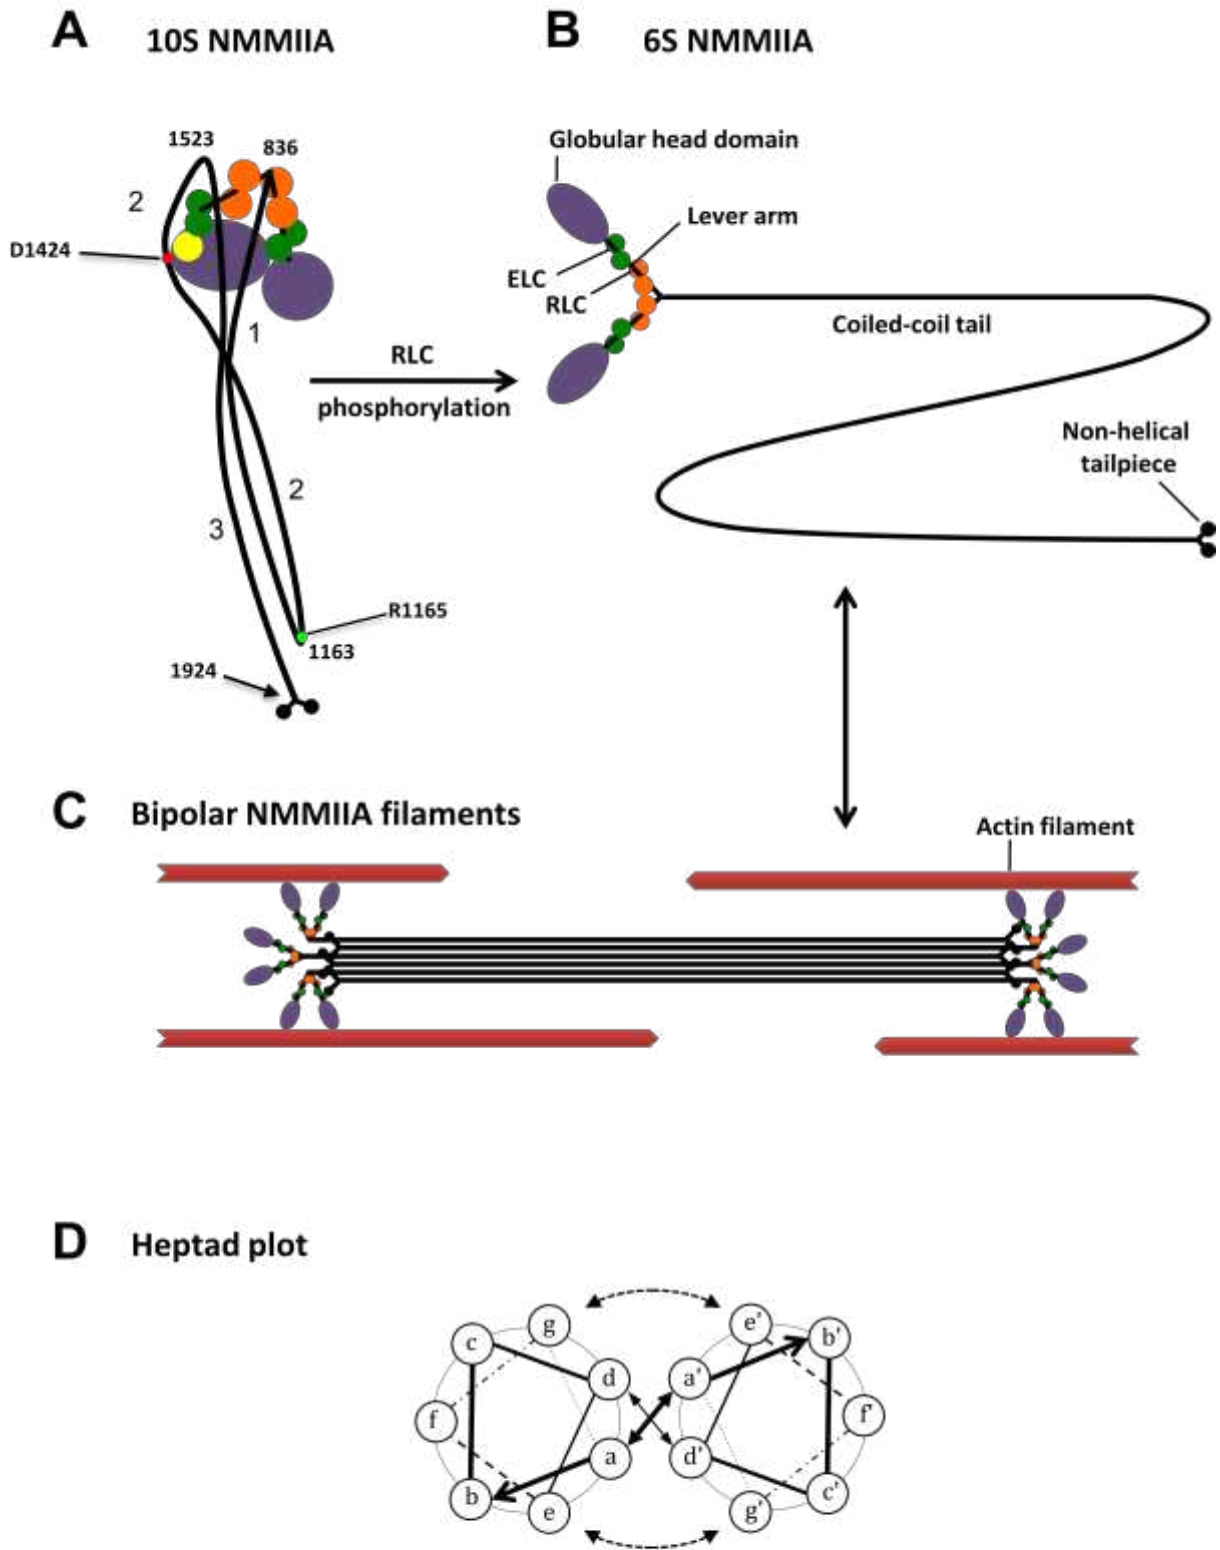 A 10S NMMIIA
B 6S NMMIIA
1523
836
2
D1424
1
2
3
R1165
1163
1924
RLC
phosphorylation
Globular head domain
Lever arm
ELC
RLC
Coiled-coil tail
Non-helical
tailpiece
C Bipolar NMMIIA filaments
Actin filament
D Heptad plot
g e'
c b'
d a'
f f'
a d'
b c'
e g'